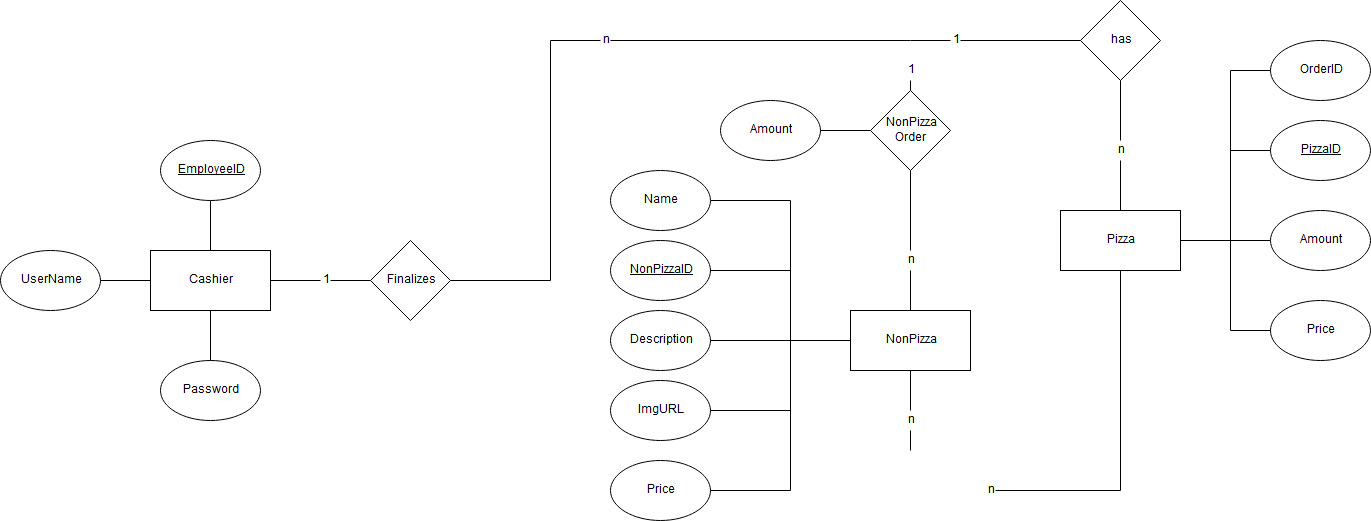 n
1
has
OrderID
1
Amount
NonPizza
Order
n
PizzaID
EmployeeID
Name
Pizza
Amount
UserName
Cashier
1
Finalizes
NonPizzaID
n
Description
NonPizza
Price
Password
ImgURL
n
Price
n